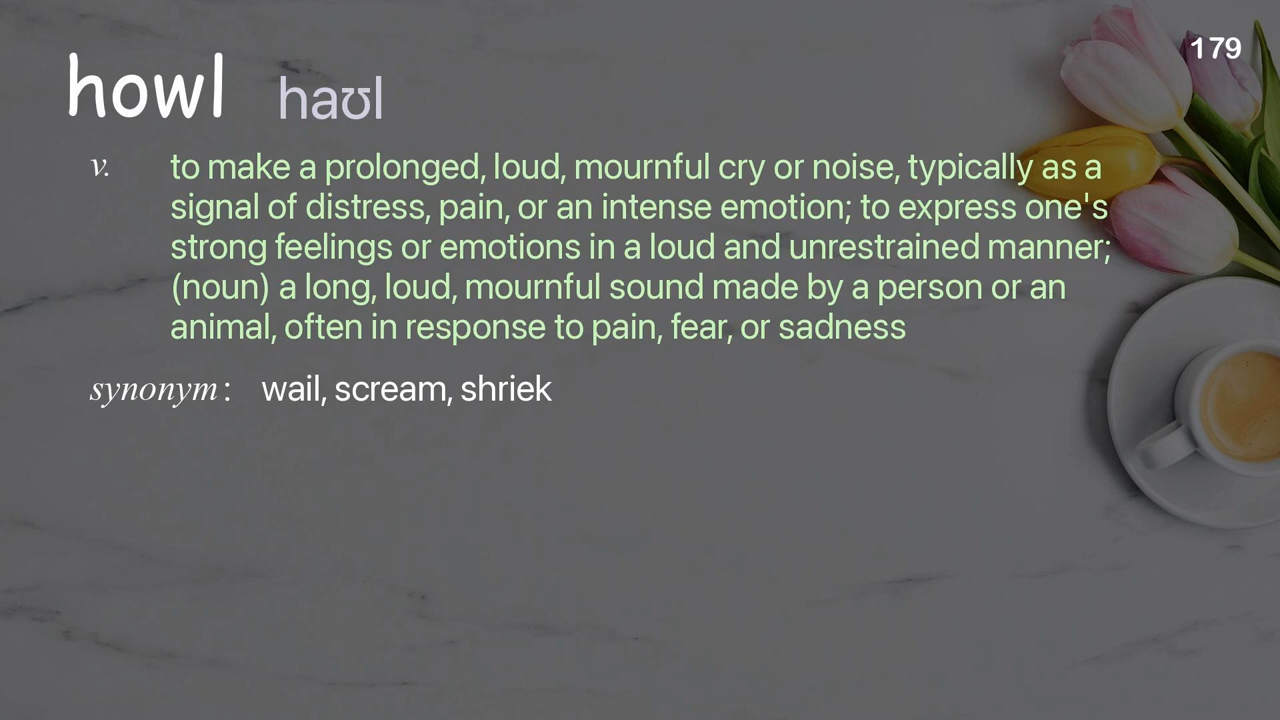 179
howl haʊl
v. to make a prolonged, loud, mournful cry or noise, typically as a
signal of distress, pain, or an intense emotion; to express one's
strong feelings or emotions in a loud and unrestrained manner;
(noun) a long, loud, mournful sound made by a person or an
animal, often in response to pain, fear, or sadness
synonym: wail, scream, shriek